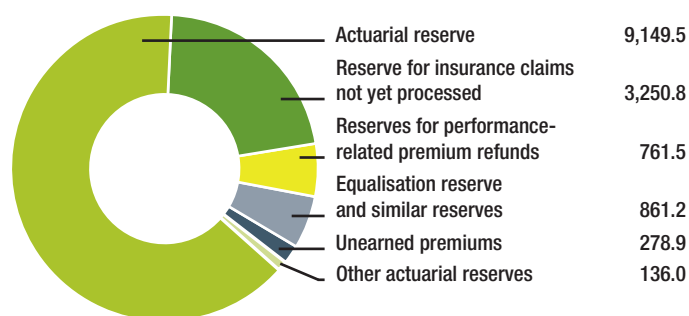 Actuarial reserve 9,149.5
Reserve for insurance claims
not yet processed 3,250.8
Reserves for performance-
related premium refunds 761.5
Equalisation reserve
and similar reserves 861.2
Unearned premiums 278.9
Other actuarial reserves 136.0